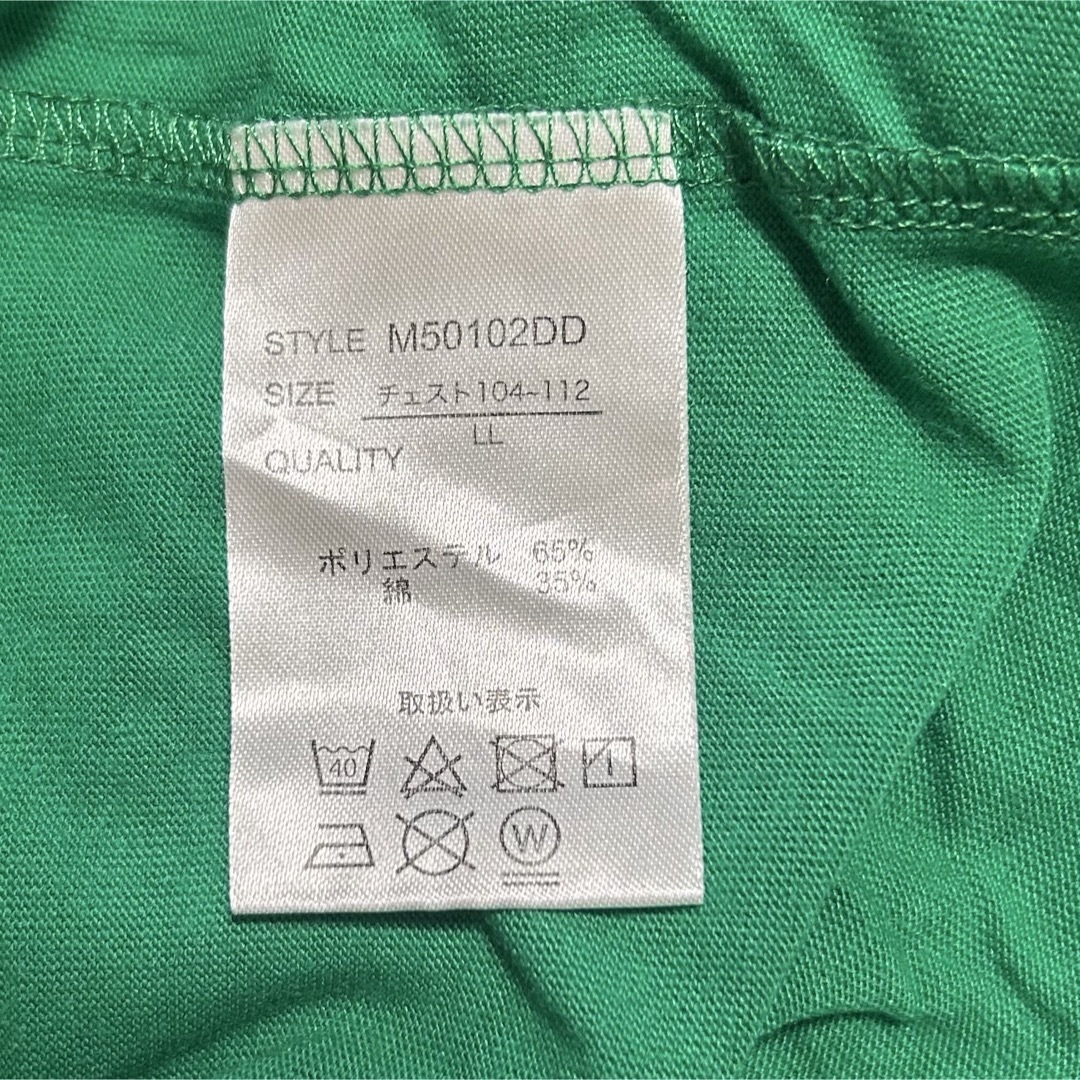 STYLE M50102DD
SIZE チェスト104~112
LL
QUALITY
ポリエステル 65%
綿 35%
取扱い表示
40
W